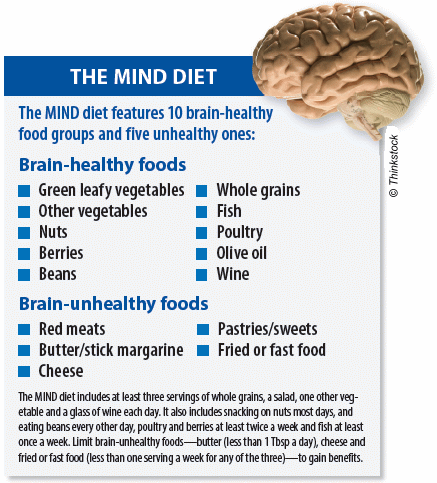 THE MIND DIET
The MIND diet features 10 brain-healthy
food groups and five unhealthy ones:
Brain-healthy foods
Green leafy vegetables
Other vegetables
Nuts
Berries
Beans
Whole grains
Fish
Poultry
Olive oil
Wine
Brain-unhealthy foods
Red meats
Butter/stick margarine
Cheese
Pastries/sweets
Fried or fast food
The MIND diet includes at least three servings of whole grains, a salad, one other veg-
etable and a glass of wine each day. It also includes snacking on nuts most days, and
eating beans every other day, poultry and berries at least twice a week and fish at least
once a week. Limit brain-unhealthy foods—butter (less than 1 Tbsp a day), cheese and
fried or fast food (less than one serving a week for any of the three)—to gain benefits.
© Thinkstock